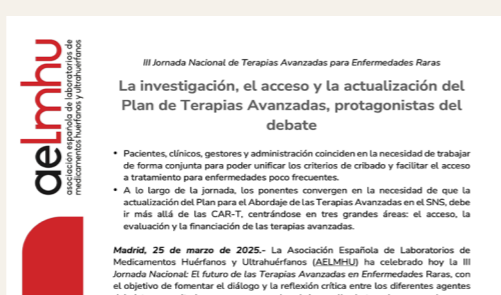 aelmhu
asociación española de laboratorios de
medicamentos huérfanos y ultrahuérfanos
III Jornada Nacional de Terapias Avanzadas para Enfermedades Raras
La investigación, el acceso y la actualización del
Plan de Terapias Avanzadas, protagonistas del
debate
• Pacientes, clínicos, gestores y administración coinciden en la necesidad de trabajar
de forma conjunta para poder unificar los criterios de cribado y facilitar el acceso
a tratamiento para enfermedades poco frecuentes.
• A lo largo de la jornada, los ponentes convergen en la necesidad de que la
actualización del Plan para el Abordaje de las Terapias Avanzadas en el SNS, debe
ir más allá de las CAR-T, centrándose en tres grandes áreas: el acceso, la
evaluación y la financiación de las terapias avanzadas.
Madrid, 25 de marzo de 2025.- La Asociación Española de Laboratorios de
Medicamentos Huérfanos y Ultrahuérfanos (AELMHU) ha celebrado hoy la III
Jornada Nacional: El futuro de las Terapias Avanzadas en Enfermedades Raras, con
el objetivo de fomentar el diálogo y la reflexión crítica entre los diferentes agentes